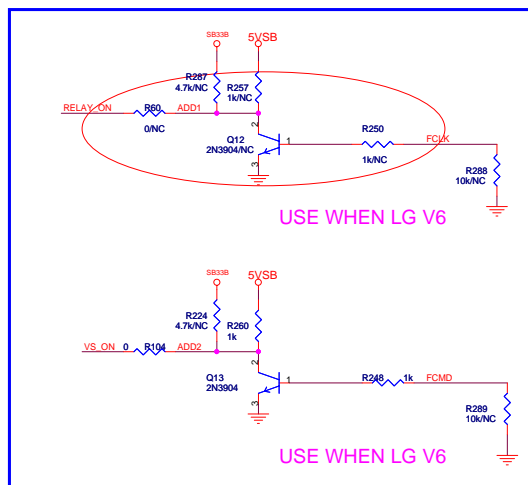 SB33B
5VSB
R287
4.7k/NC
R257
1k/NC
RELAY_ON
R60
ADD1
0/NC
2
Q12
2N3904/NC
1
R250
FCLK
1k/NC
3
R288
10k/NC
USE WHEN LG V6
SB33B
5VSB
R224
4.7k/NC
R260
1k
VS_ON
0
R104
ADD2
2
Q13
2N3904
1
R248
1k
FCMD
3
R289
10k/NC
USE WHEN LG V6